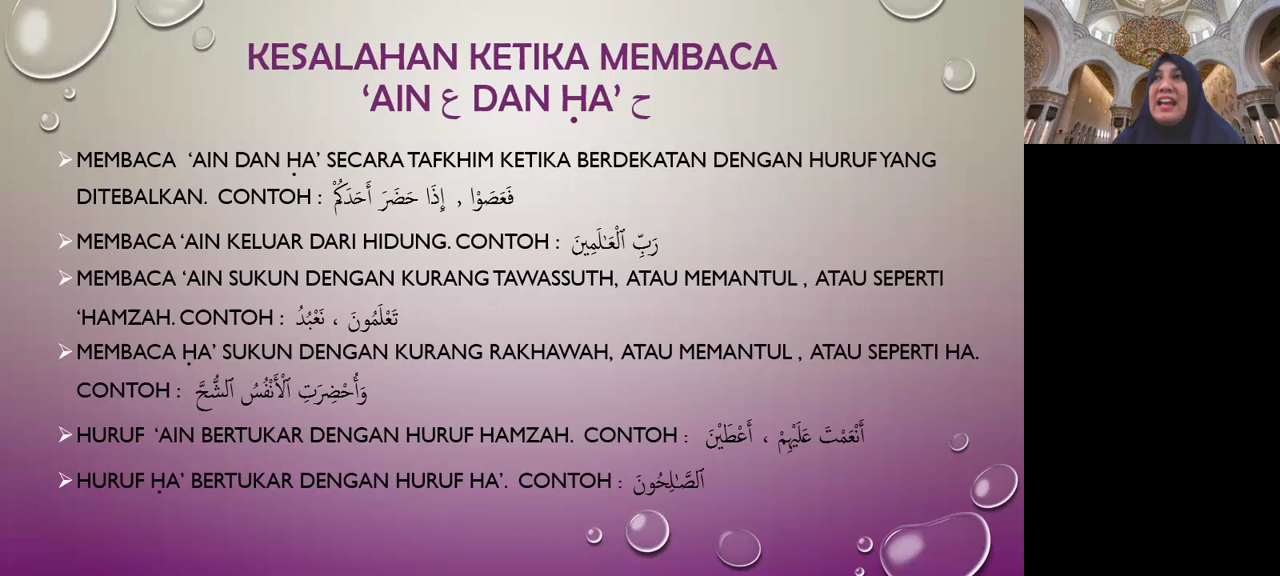 KESALAHAN KETIKA MEMBACA
‘AIN ع DAN ḤA’ ح
MEMBACA ‘AIN DAN ḤA’ SECARA TAFKHIM KETIKA BERDEKATAN DENGAN HURUF YANG
DITEBALKAN. CONTOH : فَعَصَوْا , إِذَا حَضَرَ أَحَدَكُمْ
MEMBACA ‘AIN KELUAR DARI HIDUNG. CONTOH : رَبِّ ٱلْعَـٰلَمِينَ
MEMBACA ‘AIN SUKUN DENGAN KURANG TAWASSUTH, ATAU MEMANTUL , ATAU SEPERTI
‘HAMZAH. CONTOH : تَعْلَمُونَ ، نَعْبُدُ
MEMBACA ḤA’ SUKUN DENGAN KURANG RAKHAWAH, ATAU MEMANTUL , ATAU SEPERTI HA.
CONTOH : وَأُحْضِرَتِ ٱلْأَنْفُسُ ٱلشُّحَّ
HURUF ‘AIN BERTUKAR DENGAN HURUF HAMZAH. CONTOH : أَنْعَمْتَ عَلَيْهِمْ ، أَعْطَيْنَ
HURUF ḤA’ BERTUKAR DENGAN HURUF HA’. CONTOH : ٱلصَّـٰلِحُونَ